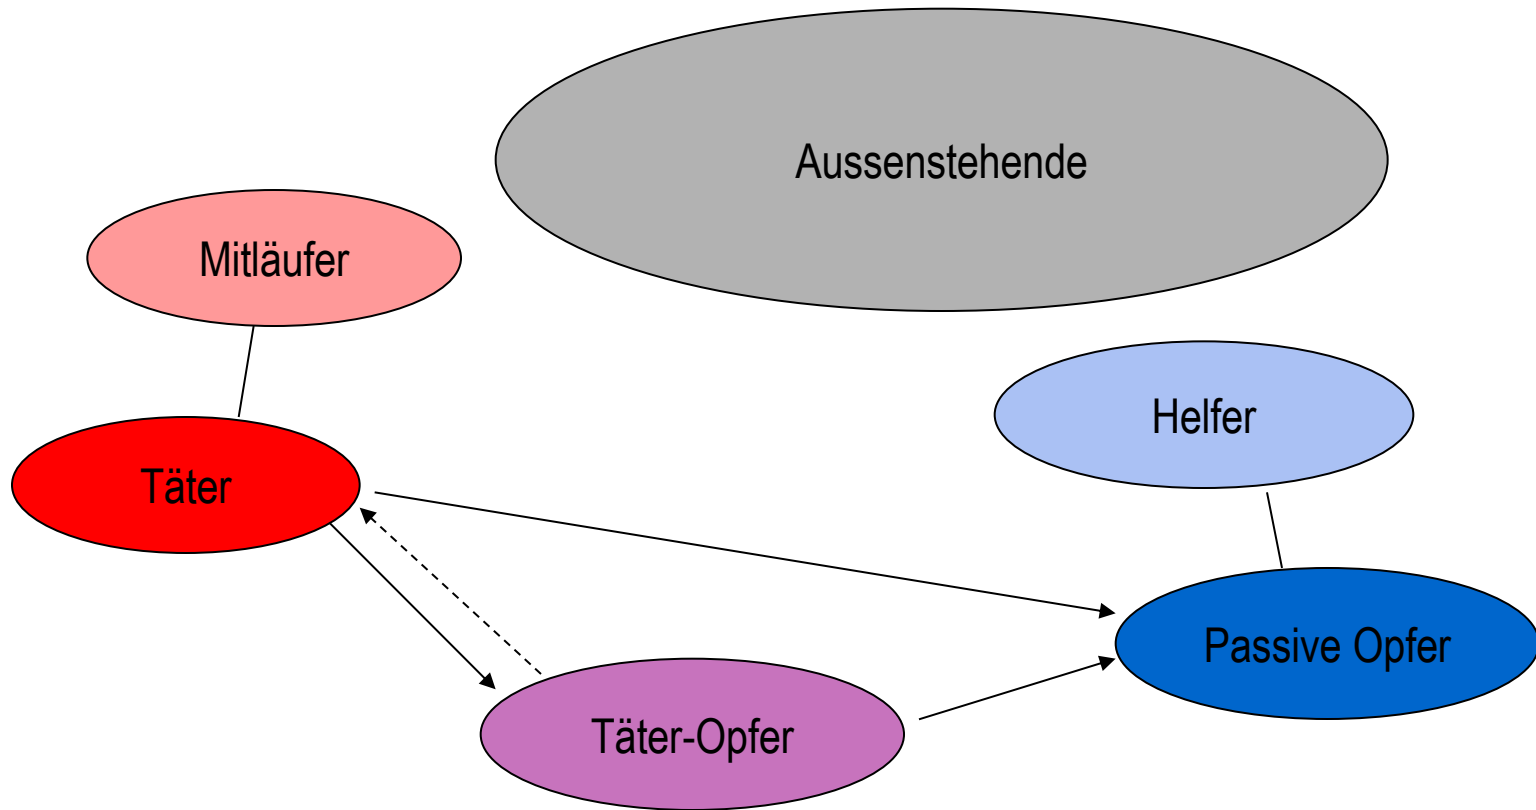 Aussenstehende
Mitläufer
Helfer
Täter
Passive Opfer
Täter-Opfer